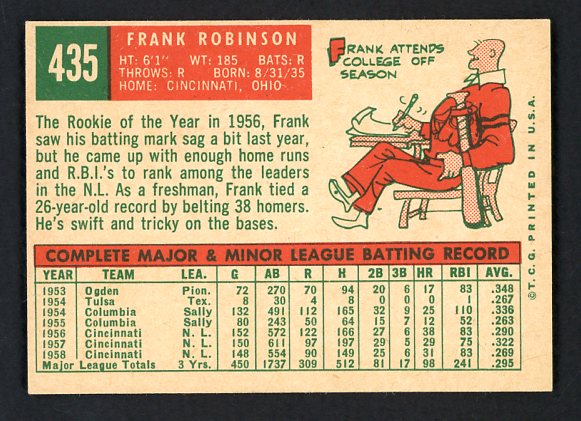 435
FRANK ROBINSON
HT: 6'1" WT: 185 BATS: R
THROWS: R BORN: 8/31/35
HOME: CINCINNATI, OHIO
FRANK ATTENDS
COLLEGE OFF
SEASON
The Rookie of the Year in 1956, Frank
saw his batting mark sag a bit last year,
but he came up with enough home runs
and R.B.I.'s to rank among the leaders
in the N.L. As a freshman, Frank tied a
26-year-old record by belting 38 homers.
He's swift and tricky on the bases.
COMPLETE MAJOR & MINOR LEAGUE BATTING RECORD
YEAR TEAM LEA. G AB R H 2B 3B HR RBI AVG.
1953 Ogden Pion. 72 270 70 94 20 6 17 83 .348
1954 Tulsa Tex. 8 30 4 8 0 0 0 1 .267
1954 Columbia Sally 132 491 112 165 32 9 25 110 .336
1955 Columbia Sally 80 243 50 64 15 7 12 52 .263
1956 Cincinnati N. L. 152 572 122 166 27 6 38 83 .290
1957 Cincinnati N. L. 150 611 97 197 29 5 29 75 .322
1958 Cincinnati N. L. 148 554 90 149 25 6 31 83 .269
Major League Totals 3 Yrs. 450 1737 309 512 81 17 98 241 .295
©T.C.G. PRINTED IN U.S.A.